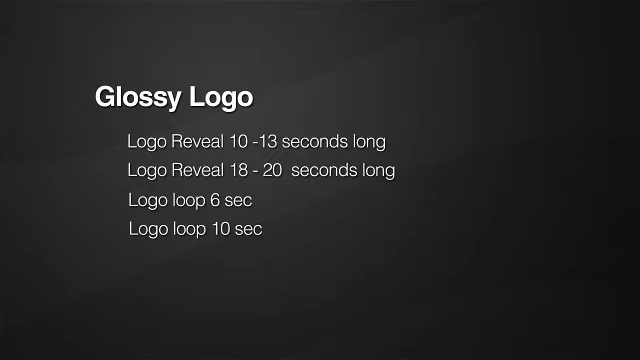 Glossy Logo
Logo Reveal 10 -13 seconds long
Logo Reveal 18 - 20  seconds long
Logo loop 6 sec
Logo loop 10 sec